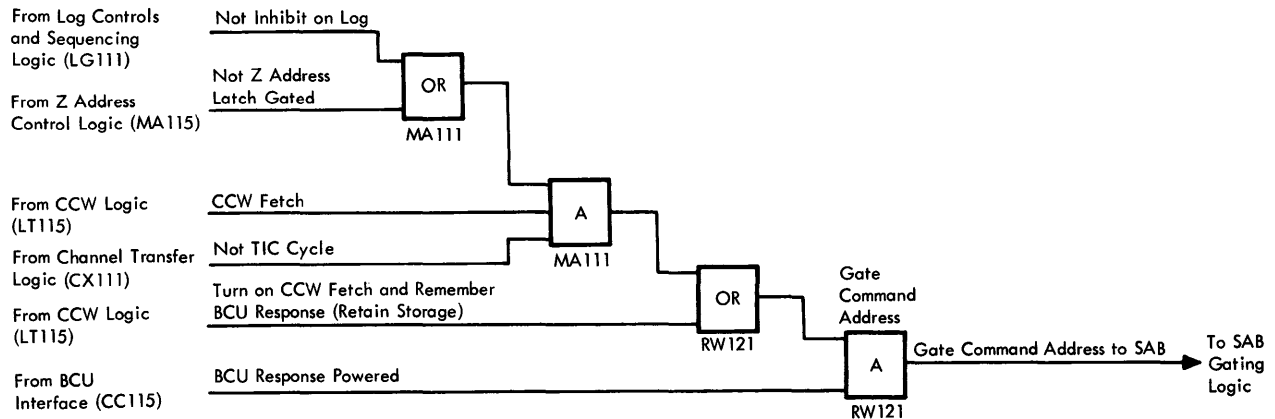 From Log Controls
and Sequencing
Logic (LG111)
Not Inhibit on Log
From Z Address
Control Logic (MA115)
Not Z Address
Latch Gated
OR
MA111
From CCW Logic
(LT115)
CCW Fetch
A
MA111
From Channel Transfer
Logic (CX111)
Not TIC Cycle
From CCW Logic
(LT115)
Turn on CCW Fetch and Remember
BCU Response (Retain Storage)
OR
RW121
Gate
Command
Address
A
RW121
From BCU
Interface (CC115)
BCU Response Powered
Gate Command Address to SAB
To SAB
Gating
Logic